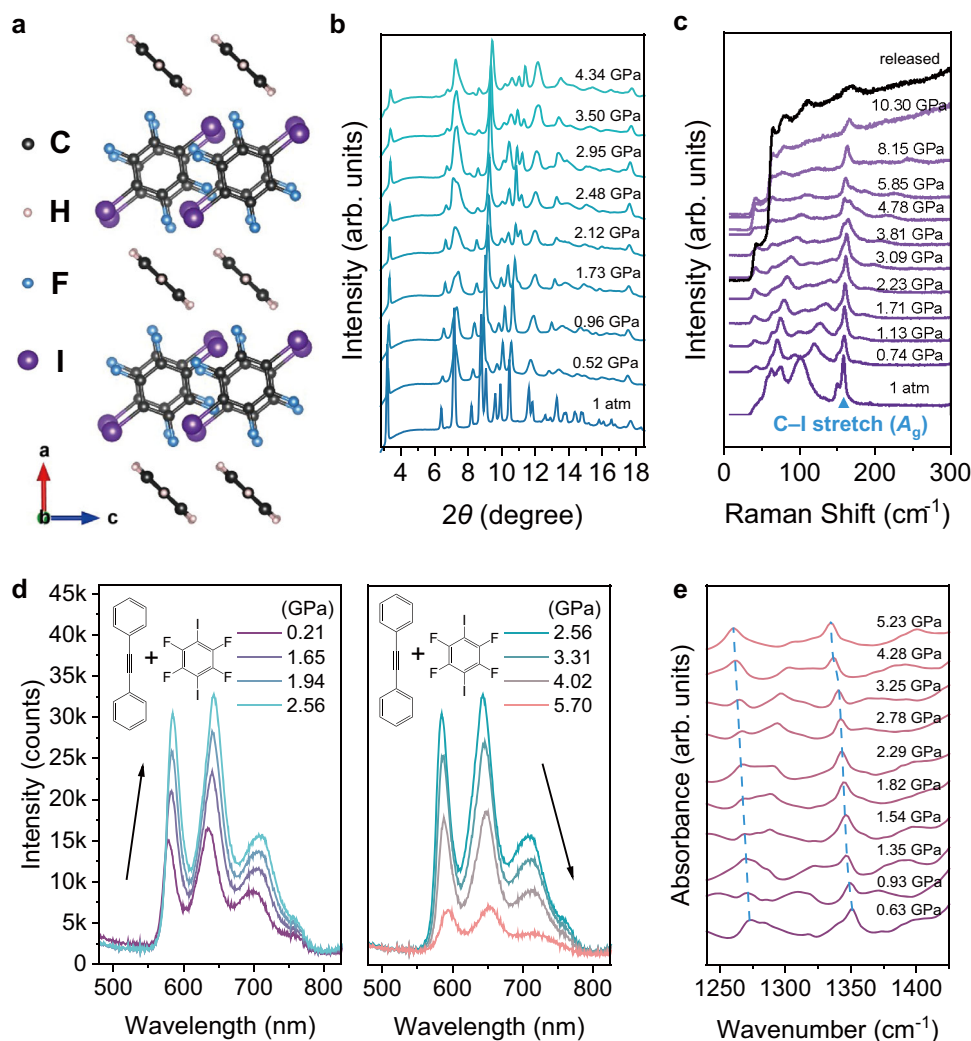 a
C
H
F
I
a
b
c
b
Intensity (arb. units)
4.34 GPa
3.50 GPa
2.95 GPa
2.48 GPa
2.12 GPa
1.73 GPa
0.96 GPa
0.52 GPa
1 atm
4 6 8 10 12 14 16 18
2θ (degree)
c
Intensity (arb. units)
released
10.30 GPa
8.15 GPa
5.85 GPa
4.78 GPa
3.81 GPa
3.09 GPa
2.23 GPa
1.71 GPa
1.13 GPa
0.74 GPa
1 atm
C–I stretch (Ag)
0 100 200 300
Raman Shift (cm-1)
d
Intensity (counts)
45k
40k
35k
30k
25k
20k
15k
10k
5k
0
(GPa)
0.21
1.65
1.94
2.56
+
I
F
F
F
F
I
500 600 700 800
Wavelength (nm)
(GPa)
2.56
3.31
4.02
5.70
+
I
F
F
F
F
I
500 600 700 800
Wavelength (nm)
e
Absorbance (arb. units)
5.23 GPa
4.28 GPa
3.25 GPa
2.78 GPa
2.29 GPa
1.82 GPa
1.54 GPa
1.35 GPa
0.93 GPa
0.63 GPa
1250 1300 1350 1400
Wavenumber (cm-1)